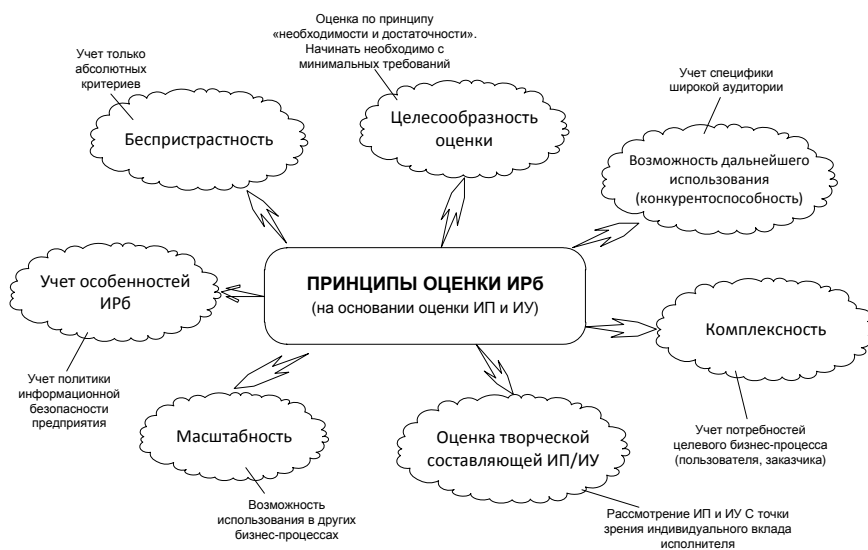 Оценка по принципу
«необходимости и достаточности».
Начинать необходимо с
минимальных требований
Учет только
абсолютных
критериев
Учет специфики
широкой аудитории
Беспристрастность
Целесообразность
оценки
Возможность дальнейшего
использования
(конкурентоспособность)
Учет особенностей
ИРб
ПРИНЦИПЫ ОЦЕНКИ ИРб
(на основании оценки ИП и ИУ)
Комплексность
Учет политики
информационной
безопасности
предприятия
Масштабность
Оценка творческой
составляющей ИП/ИУ
Учет потребностей
целевого бизнес-процесса
(пользователя, заказчика)
Возможность
использования в других
бизнес-процессах
Рассмотрение ИП и ИУ С точки
зрения индивидуального вклада
исполнителя